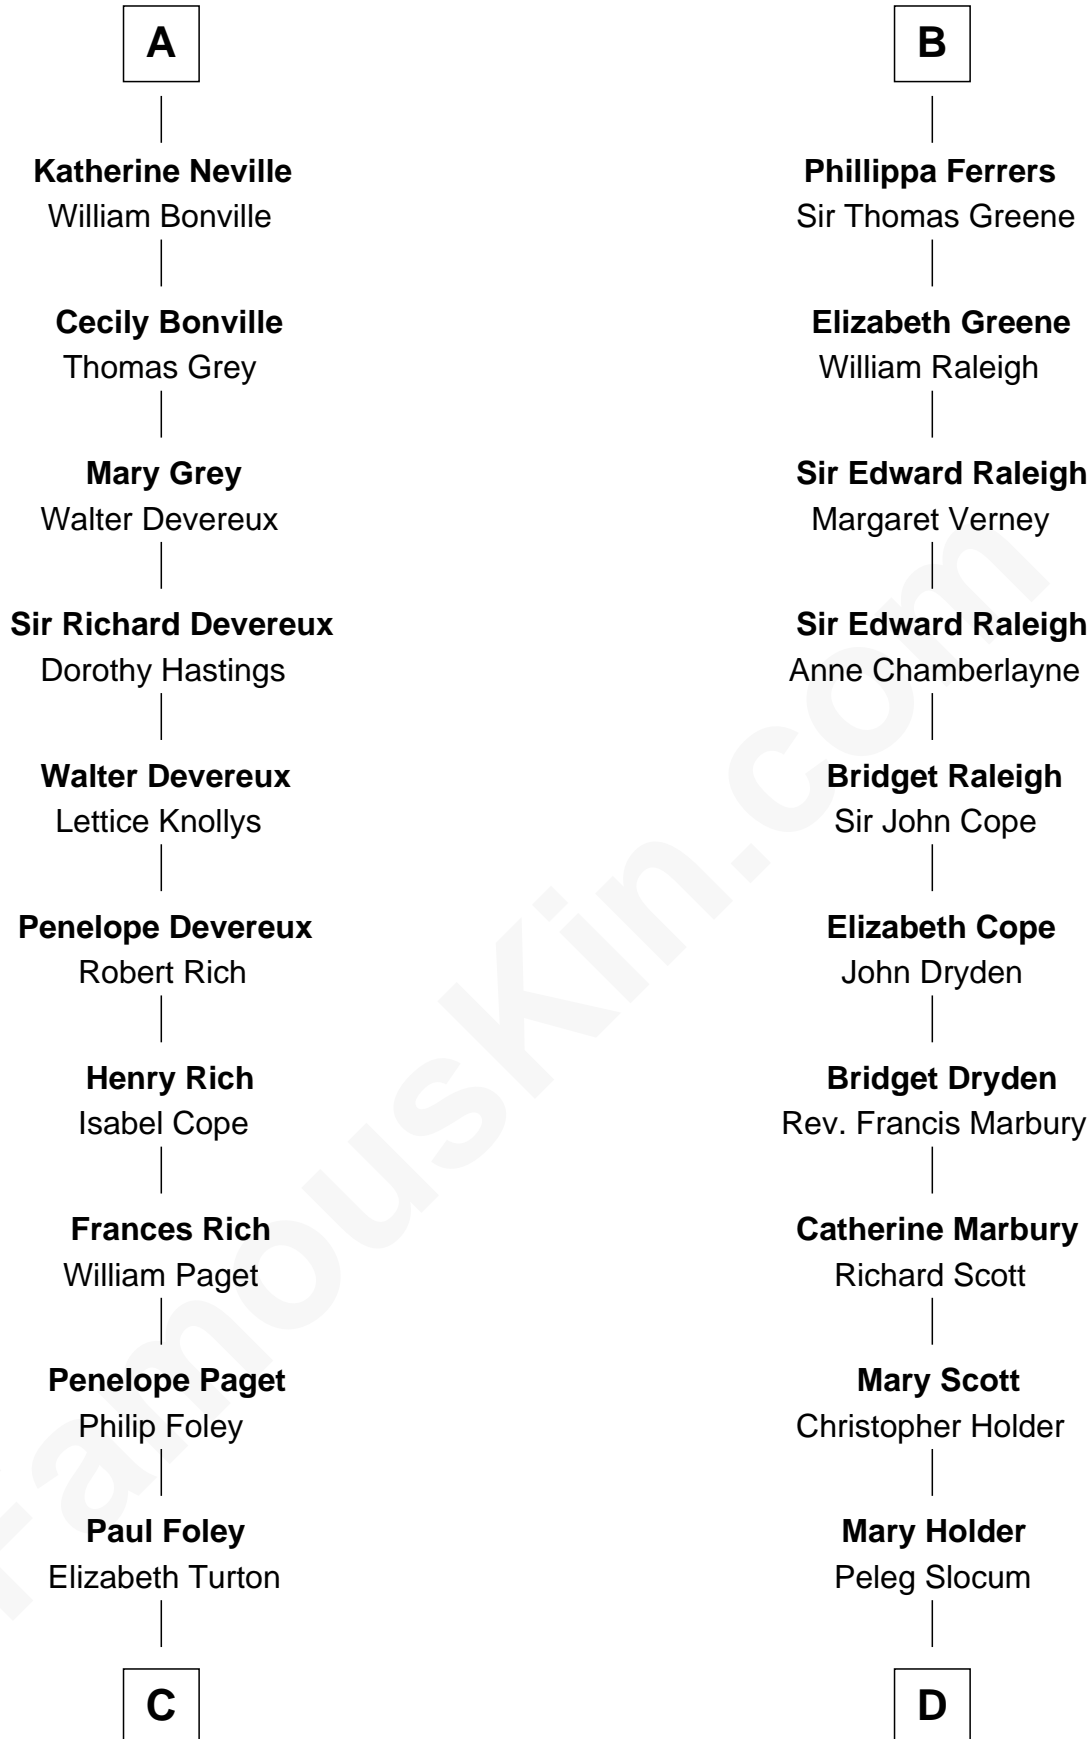 A
Katherine Neville
William Bonville
Cecily Bonville
Thomas Grey
Mary Grey
Walter Devereux
Sir Richard Devereux
Dorothy Hastings
Walter Devereux
Lettice Knollys
Penelope Devereux
Robert Rich
Henry Rich
Isabel Cope
Frances Rich
William Paget
Penelope Paget
Philip Foley
Paul Foley
Elizabeth Turton
C
B
Phillippa Ferrers
Sir Thomas Greene
Elizabeth Greene
William Raleigh
Sir Edward Raleigh
Margaret Verney
Sir Edward Raleigh
Anne Chamberlayne
Bridget Raleigh
Sir John Cope
Elizabeth Cope
John Dryden
Bridget Dryden
Rev. Francis Marbury
Catherine Marbury
Richard Scott
Mary Scott
Christopher Holder
Mary Holder
Peleg Slocum
D
FamousKin.com